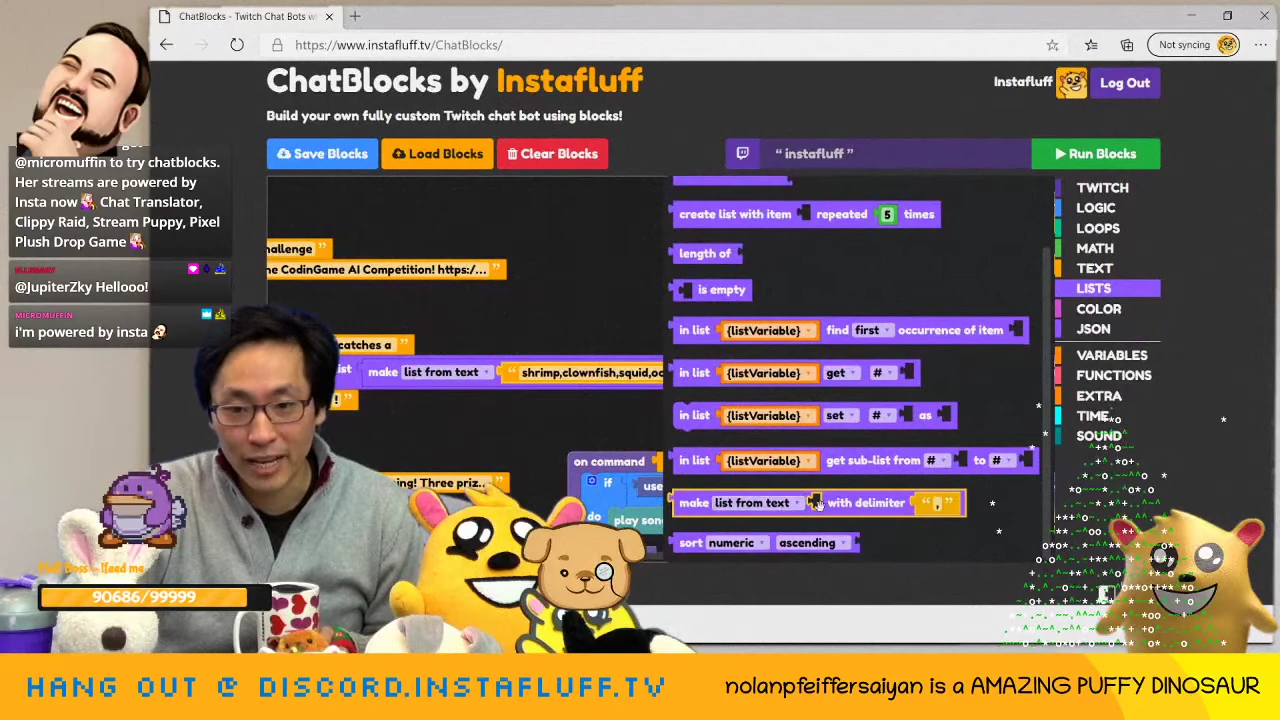 ChatBlocks - Twitch Chat Bots w
https://www.instafluff.tv/ChatBlocks/
Not syncing
ChatBlocks by Instafluff
Instafluff
Log Out
Build your own fully custom Twitch chat bot using blocks!
Save Blocks
Load Blocks
Clear Blocks
“ instafluff ”
Run Blocks
@micromuffin to try chatblocks.
Her streams are powered by
Insta now
Chat Translator,
Clippy Raid, Stream Puppy, Pixel
Plush Drop Game
@JupiterZky Hellooo!
MICROMUFFIN
i'm powered by insta
hallenge ”
he CodinGame AI Competition! https:/... ”
catches a ”
ist
make list from text
“ shrimp,clownfish,squid,oc
! ”
ing! Three priz... ”
on command
if
use
do
play son
create list with item
repeated 5 times
length of
is empty
in list {listVariable} find first occurrence of item
in list {listVariable} get #
in list {listVariable} set # as
in list {listVariable} get sub-list from # to #
make list from text with delimiter “ , ”
sort numeric ascending
TWITCH
LOGIC
LOOPS
MATH
TEXT
LISTS
COLOR
JSON
VARIABLES
FUNCTIONS
EXTRA
TIME
SOUND
90686/99999
HANG OUT @ DISCORD.INSTAFLUFF.TV
nolanpfeiffersaiyan is a AMAZING PUFFY DINOSAUR